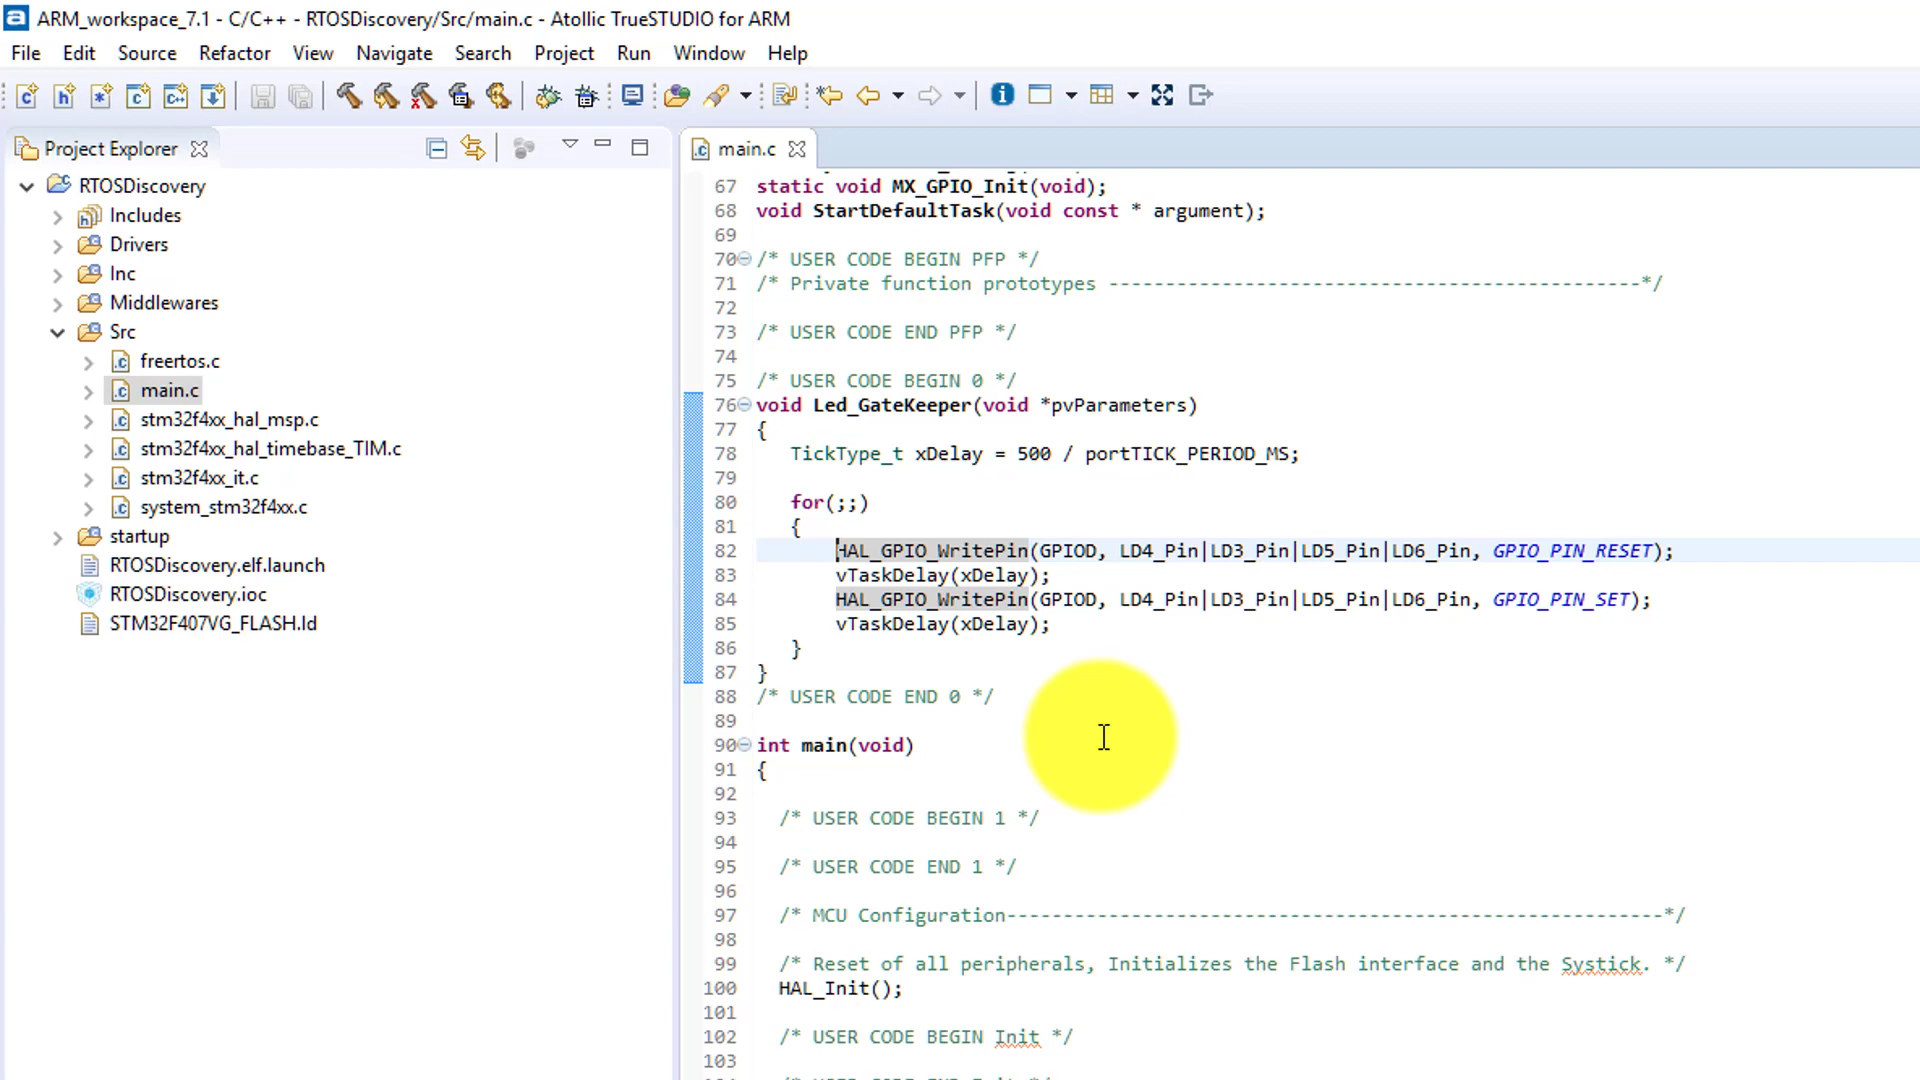 ARM_workspace_7.1 - C/C++ - RTOSDiscovery/Src/main.c - Atollic TrueSTUDIO for ARM
File Edit Source Refactor View Navigate Search Project Run Window Help
Project Explorer
RTOSDiscovery
Includes
Drivers
Inc
Middlewares
Src
freertos.c
main.c
stm32f4xx_hal_msp.c
stm32f4xx_hal_timebase_TIM.c
stm32f4xx_it.c
system_stm32f4xx.c
startup
RTOSDiscovery.elf.launch
RTOSDiscovery.ioc
STM32F407VG_FLASH.ld
main.c
67 static void MX_GPIO_Init(void);
68 void StartDefaultTask(void const * argument);
69
70 /* USER CODE BEGIN PFP */
71 /* Private function prototypes -----------------------------------------------*/
72
73 /* USER CODE END PFP */
74
75 /* USER CODE BEGIN 0 */
76 void Led_GateKeeper(void *pvParameters)
77 {
78 TickType_t xDelay = 500 / portTICK_PERIOD_MS;
79
80 for(;;)
81 {
82 HAL_GPIO_WritePin(GPIOD, LD4_Pin|LD3_Pin|LD5_Pin|LD6_Pin, GPIO_PIN_RESET);
83 vTaskDelay(xDelay);
84 HAL_GPIO_WritePin(GPIOD, LD4_Pin|LD3_Pin|LD5_Pin|LD6_Pin, GPIO_PIN_SET);
85 vTaskDelay(xDelay);
86 }
87 }
88 /* USER CODE END 0 */
89
90 int main(void)
91 {
92
93 /* USER CODE BEGIN 1 */
94
95 /* USER CODE END 1 */
96
97 /* MCU Configuration----------------------------------------------------------*/
98
99 /* Reset of all peripherals, Initializes the Flash interface and the Systick. */
100 HAL_Init();
101
102 /* USER CODE BEGIN Init */
103